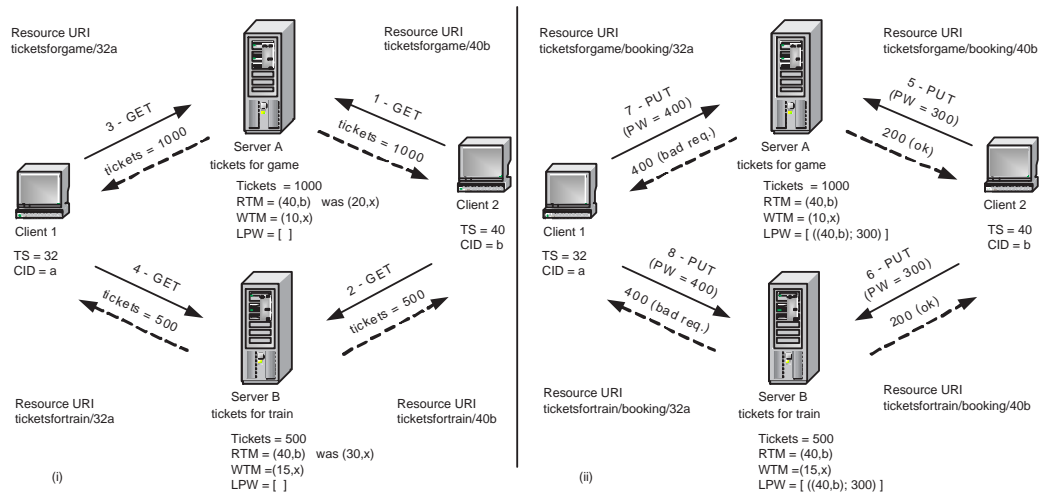 Resource URI
ticketsforgame/32a
Resource URI
ticketsforgame/40b
3 - GET
tickets = 1000
1 - GET
tickets = 1000
Server A
tickets for game
Tickets = 1000
RTM = (40,b) was (20,x)
WTM = (10,x)
LPW = [ ]
Client 1
TS = 32
CID = a
Client 2
TS = 40
CID = b
4 - GET
tickets = 500
2 - GET
tickets = 500
Server B
tickets for train
Tickets = 500
RTM = (40,b) was (30,x)
WTM =(15,x)
LPW = [ ]
Resource URI
ticketsfortrain/32a
Resource URI
ticketsfortrain/40b
(i)
Resource URI
ticketsforgame/booking/32a
Resource URI
ticketsforgame/booking/40b
7 - PUT
(PW = 400)
400 (bad req.)
5 - PUT
(PW = 300)
200 (ok)
Server A
tickets for game
Tickets = 1000
RTM = (40,b)
WTM = (10,x)
LPW = [ ((40,b); 300) ]
Client 1
TS = 32
CID = a
Client 2
TS = 40
CID = b
8 - PUT
(PW = 400)
400 (bad req.)
6 - PUT
(PW = 300)
200 (ok)
Server B
tickets for train
Tickets = 500
RTM = (40,b)
WTM =(15,x)
LPW = [ ((40,b); 300) ]
Resource URI
ticketsfortrain/booking/32a
Resource URI
ticketsfortrain/booking/40b
(ii)